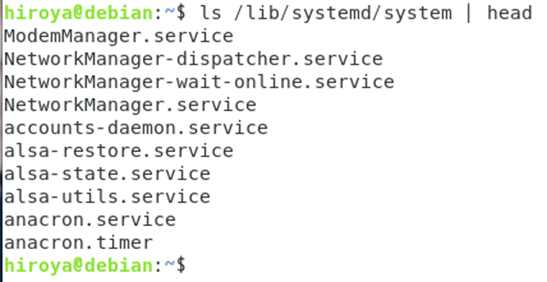 hiroya@debian:~$ ls /lib/systemd/system | head
ModemManager.service
NetworkManager-dispatcher.service
NetworkManager-wait-online.service
NetworkManager.service
accounts-daemon.service
alsa-restore.service
alsa-state.service
alsa-utils.service
anacron.service
anacron.timer
hiroya@debian:~$